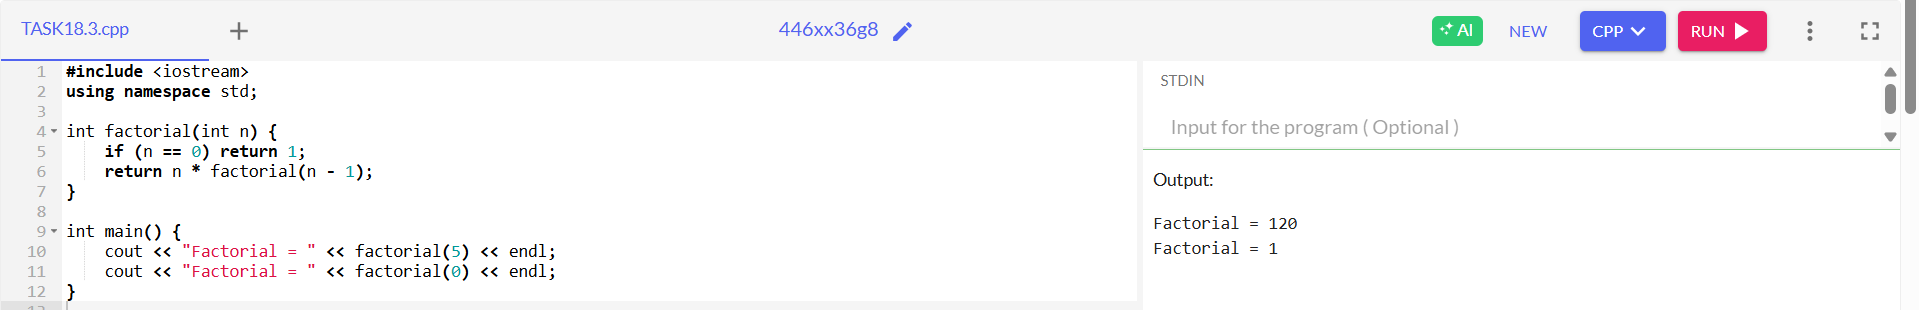 TASK18.3.cpp + 446xx36g8 AI NEW CPP RUN
1 #include <iostream>
2 using namespace std;
3
4 int factorial(int n) {
5     if (n == 0) return 1;
6     return n * factorial(n - 1);
7 }
8
9 int main() {
10     cout << "Factorial = " << factorial(5) << endl;
11     cout << "Factorial = " << factorial(0) << endl;
12 }
13
STDIN
Input for the program ( Optional )
Output:
Factorial = 120
Factorial = 1